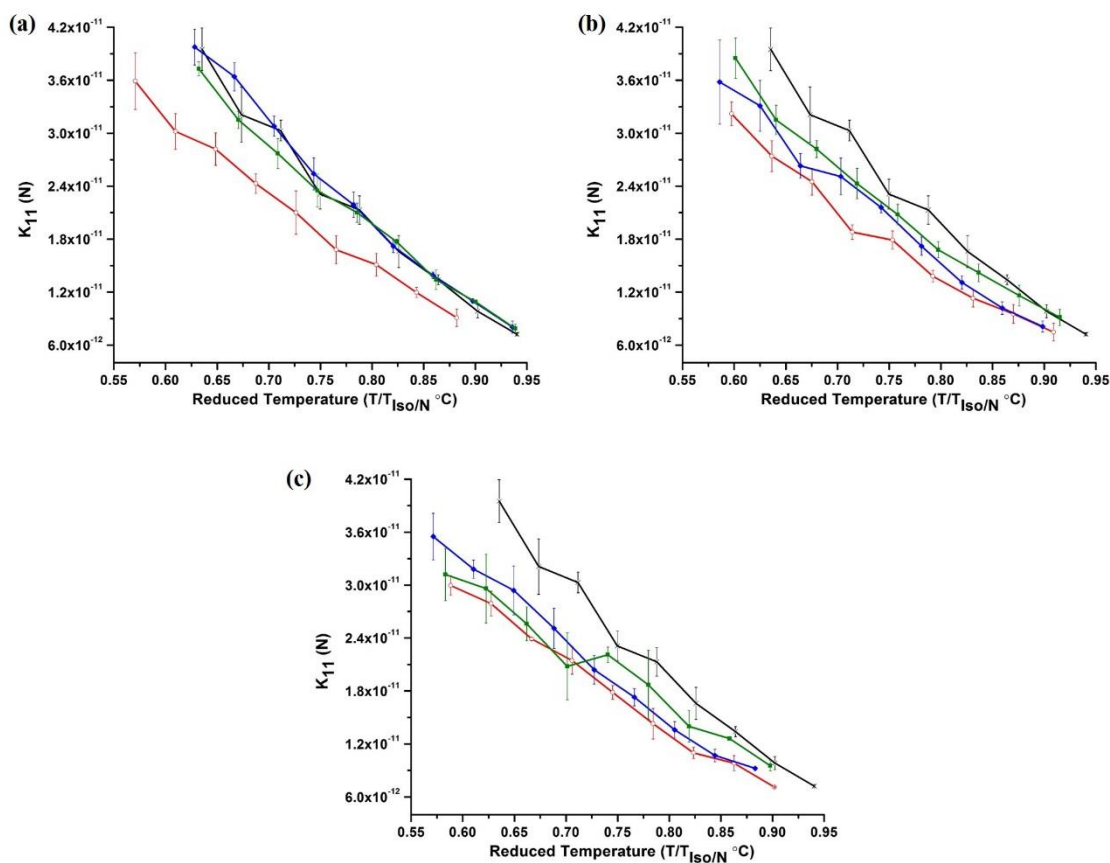 (a)
4.2x10⁻¹¹
3.6x10⁻¹¹
3.0x10⁻¹¹
2.4x10⁻¹¹
1.8x10⁻¹¹
1.2x10⁻¹¹
6.0x10⁻¹²
K₁₁ (N)
0.55 0.60 0.65 0.70 0.75 0.80 0.85 0.90 0.95
Reduced Temperature (T/T_Iso/N °C)
(b)
4.2x10⁻¹¹
3.6x10⁻¹¹
3.0x10⁻¹¹
2.4x10⁻¹¹
1.8x10⁻¹¹
1.2x10⁻¹¹
6.0x10⁻¹²
K₁₁ (N)
0.55 0.60 0.65 0.70 0.75 0.80 0.85 0.90 0.95
Reduced Temperature (T/T_Iso/N °C)
(c)
4.2x10⁻¹¹
3.6x10⁻¹¹
3.0x10⁻¹¹
2.4x10⁻¹¹
1.8x10⁻¹¹
1.2x10⁻¹¹
6.0x10⁻¹²
K₁₁ (N)
0.55 0.60 0.65 0.70 0.75 0.80 0.85 0.90 0.95
Reduced Temperature (T/T_Iso/N °C)